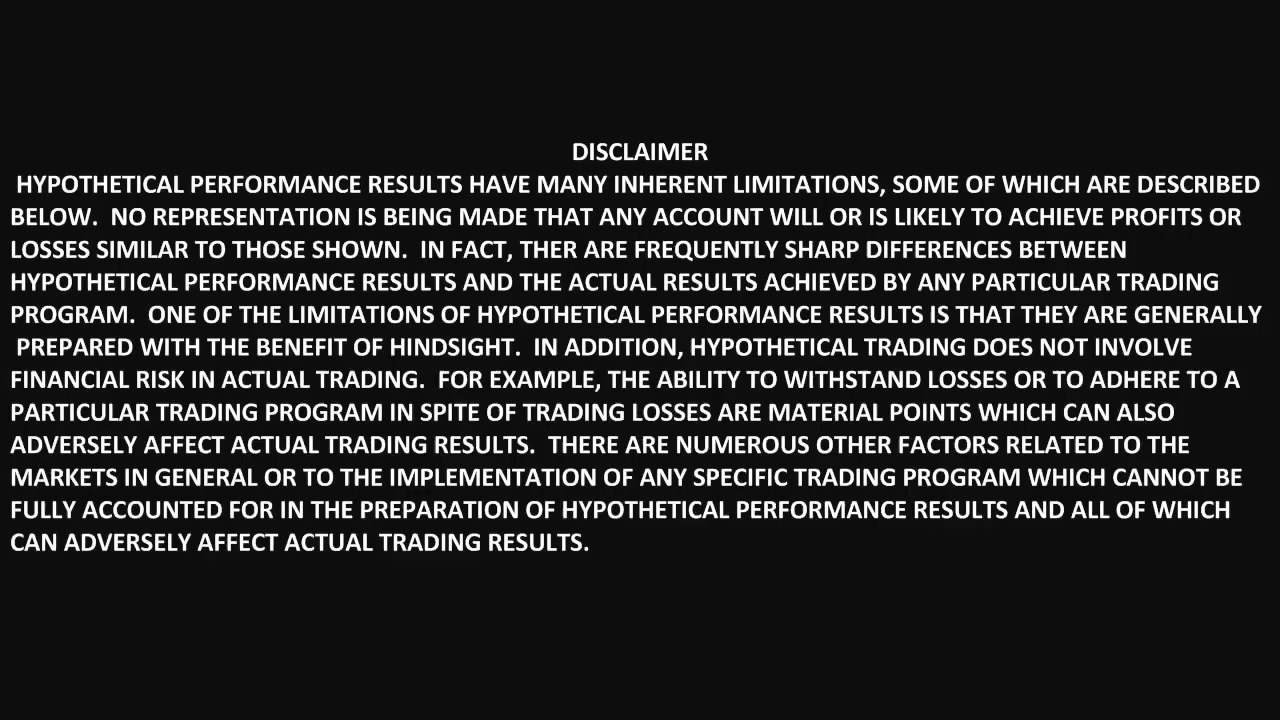 DISCLAIMER
HYPOTHETICAL PERFORMANCE RESULTS HAVE MANY INHERENT LIMITATIONS, SOME OF WHICH ARE DESCRIBED
BELOW.  NO REPRESENTATION IS BEING MADE THAT ANY ACCOUNT WILL OR IS LIKELY TO ACHIEVE PROFITS OR
LOSSES SIMILAR TO THOSE SHOWN.  IN FACT, THER ARE FREQUENTLY SHARP DIFFERENCES BETWEEN
HYPOTHETICAL PERFORMANCE RESULTS AND THE ACTUAL RESULTS ACHIEVED BY ANY PARTICULAR TRADING
PROGRAM.  ONE OF THE LIMITATIONS OF HYPOTHETICAL PERFORMANCE RESULTS IS THAT THEY ARE GENERALLY
PREPARED WITH THE BENEFIT OF HINDSIGHT.  IN ADDITION, HYPOTHETICAL TRADING DOES NOT INVOLVE
FINANCIAL RISK IN ACTUAL TRADING.  FOR EXAMPLE, THE ABILITY TO WITHSTAND LOSSES OR TO ADHERE TO A
PARTICULAR TRADING PROGRAM IN SPITE OF TRADING LOSSES ARE MATERIAL POINTS WHICH CAN ALSO
ADVERSELY AFFECT ACTUAL TRADING RESULTS.  THERE ARE NUMEROUS OTHER FACTORS RELATED TO THE
MARKETS IN GENERAL OR TO THE IMPLEMENTATION OF ANY SPECIFIC TRADING PROGRAM WHICH CANNOT BE
FULLY ACCOUNTED FOR IN THE PREPARATION OF HYPOTHETICAL PERFORMANCE RESULTS AND ALL OF WHICH
CAN ADVERSELY AFFECT ACTUAL TRADING RESULTS.